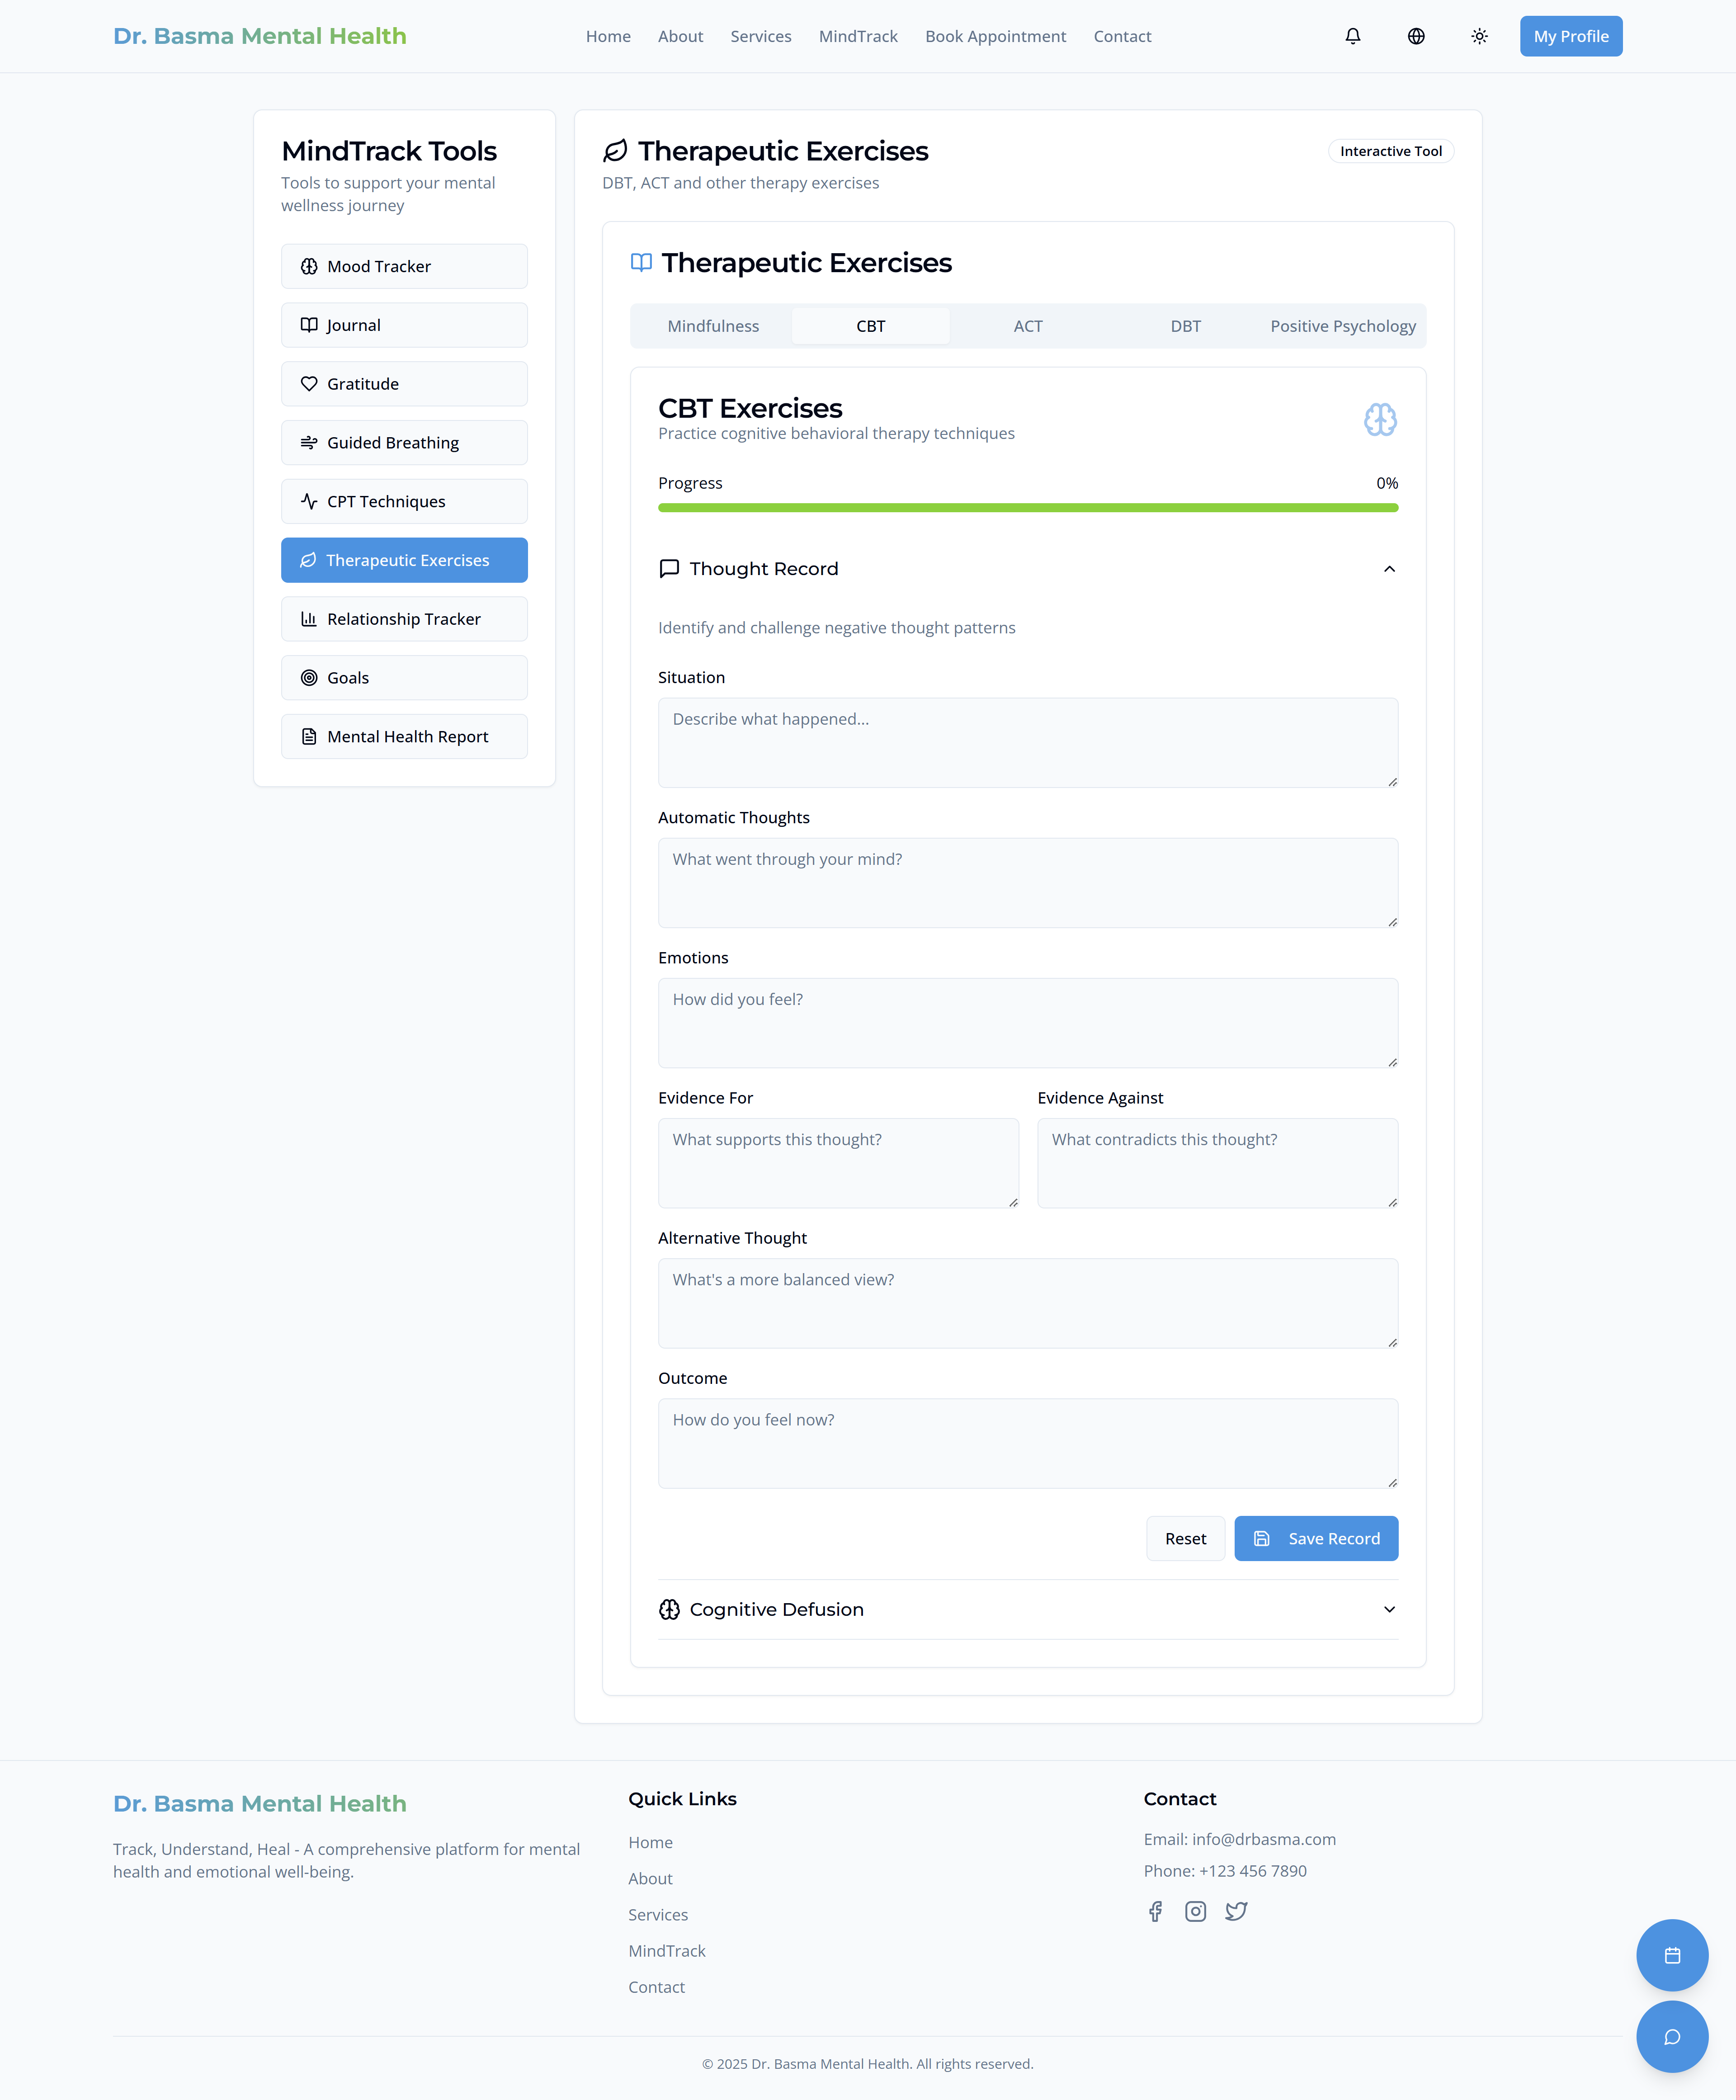 Dr. Basma Mental Health
Home
About
Services
MindTrack
Book Appointment
Contact
My Profile
MindTrack Tools
Tools to support your mental
wellness journey
Mood Tracker
Journal
Gratitude
Guided Breathing
CPT Techniques
Therapeutic Exercises
Relationship Tracker
Goals
Mental Health Report
Therapeutic Exercises
Interactive Tool
DBT, ACT and other therapy exercises
Therapeutic Exercises
Mindfulness
CBT
ACT
DBT
Positive Psychology
CBT Exercises
Practice cognitive behavioral therapy techniques
Progress
0%
Thought Record
Identify and challenge negative thought patterns
Situation
Describe what happened...
Automatic Thoughts
What went through your mind?
Emotions
How did you feel?
Evidence For
What supports this thought?
Evidence Against
What contradicts this thought?
Alternative Thought
What's a more balanced view?
Outcome
How do you feel now?
Reset
Save Record
Cognitive Defusion
Dr. Basma Mental Health
Track, Understand, Heal - A comprehensive platform for mental
health and emotional well-being.
Quick Links
Home
About
Services
MindTrack
Contact
Contact
Email: info@drbasma.com
Phone: +123 456 7890
© 2025 Dr. Basma Mental Health. All rights reserved.